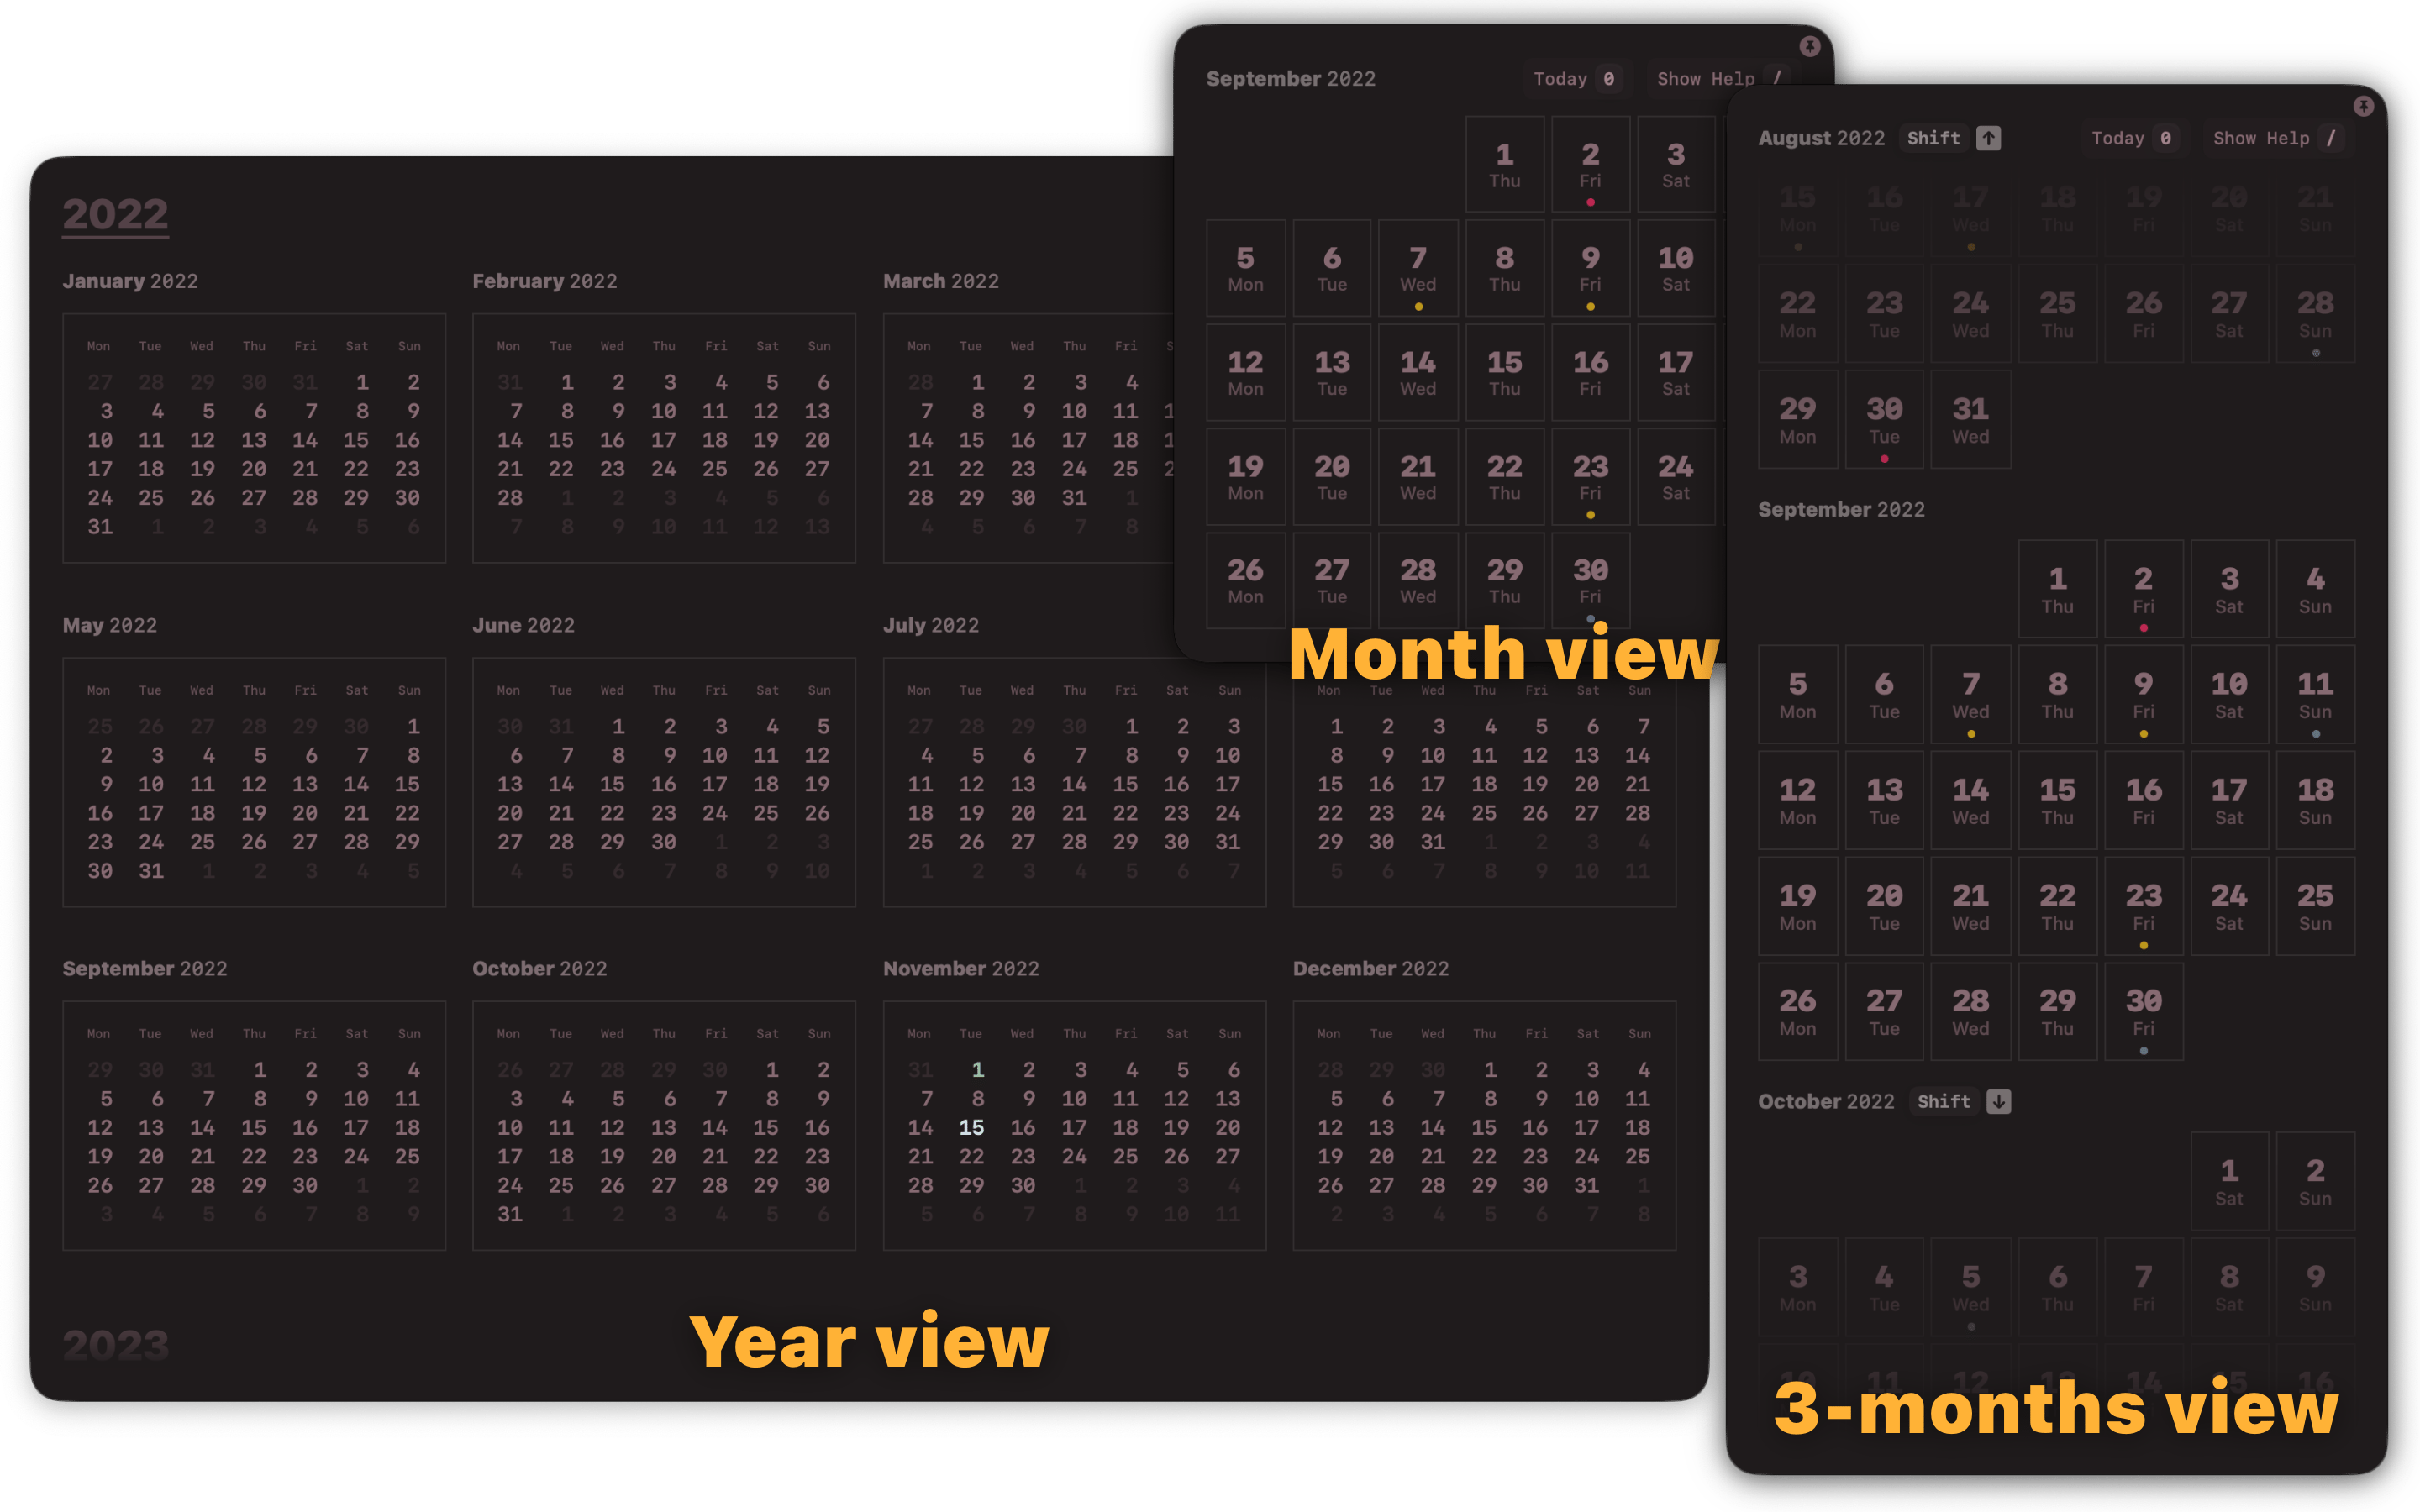 2022
January 2022
Mon Tue Wed Thu Fri Sat Sun
27 28 29 30 31 1 2
3 4 5 6 7 8 9
10 11 12 13 14 15 16
17 18 19 20 21 22 23
24 25 26 27 28 29 30
31 1 2 3 4 5 6
February 2022
Mon Tue Wed Thu Fri Sat Sun
31 1 2 3 4 5 6
7 8 9 10 11 12 13
14 15 16 17 18 19 20
21 22 23 24 25 26 27
28 1 2 3 4 5 6
7 8 9 10 11 12 13
March 2022
Mon Tue Wed Thu Fri
28 1 2 3 4
7 8 9 10 11
14 15 16 17 18
21 22 23 24 25
28 29 30 31 1
4 5 6 7 8
May 2022
Mon Tue Wed Thu Fri Sat Sun
25 26 27 28 29 30 1
2 3 4 5 6 7 8
9 10 11 12 13 14 15
16 17 18 19 20 21 22
23 24 25 26 27 28 29
30 31 1 2 3 4 5
June 2022
Mon Tue Wed Thu Fri Sat Sun
30 31 1 2 3 4 5
6 7 8 9 10 11 12
13 14 15 16 17 18 19
20 21 22 23 24 25 26
27 28 29 30 1 2 3
4 5 6 7 8 9 10
July 2022
Mon Tue Wed Thu Fri Sat Sun
27 28 29 30 1 2 3
4 5 6 7 8 9 10
11 12 13 14 15 16 17
18 19 20 21 22 23 24
25 26 27 28 29 30 31
1 2 3 4 5 6 7
Mon Tue Wed Thu Fri Sat Sun
1 2 3 4 5 6 7
8 9 10 11 12 13 14
15 16 17 18 19 20 21
22 23 24 25 26 27 28
29 30 31 1 2 3 4
5 6 7 8 9 10 11
September 2022
Mon Tue Wed Thu Fri Sat Sun
29 30 31 1 2 3 4
5 6 7 8 9 10 11
12 13 14 15 16 17 18
19 20 21 22 23 24 25
26 27 28 29 30 1 2
3 4 5 6 7 8 9
October 2022
Mon Tue Wed Thu Fri Sat Sun
26 27 28 29 30 1 2
3 4 5 6 7 8 9
10 11 12 13 14 15 16
17 18 19 20 21 22 23
24 25 26 27 28 29 30
31 1 2 3 4 5 6
November 2022
Mon Tue Wed Thu Fri Sat Sun
31 1 2 3 4 5 6
7 8 9 10 11 12 13
14 15 16 17 18 19 20
21 22 23 24 25 26 27
28 29 30 1 2 3 4
5 6 7 8 9 10 11
December 2022
Mon Tue Wed Thu Fri Sat Sun
28 29 30 1 2 3 4
5 6 7 8 9 10 11
12 13 14 15 16 17 18
19 20 21 22 23 24 25
26 27 28 29 30 31 1
2 3 4 5 6 7 8
2023
Year view
September 2022 Today 0 Show Help /
1 2 3
Thu Fri Sat
5 6 7 8 9 10
Mon Tue Wed Thu Fri Sat
12 13 14 15 16 17
Mon Tue Wed Thu Fri Sat
19 20 21 22 23 24
Mon Tue Wed Thu Fri Sat
26 27 28 29 30
Mon Tue Wed Thu Fri
Month view
August 2022 Shift ↑ Today 0 Show Help /
15 16 17 18 19 20 21
Mon Tue Wed Thu Fri Sat Sun
22 23 24 25 26 27 28
Mon Tue Wed Thu Fri Sat Sun
29 30 31
Mon Tue Wed
September 2022
1 2 3 4
Thu Fri Sat Sun
5 6 7 8 9 10 11
Mon Tue Wed Thu Fri Sat Sun
12 13 14 15 16 17 18
Mon Tue Wed Thu Fri Sat Sun
19 20 21 22 23 24 25
Mon Tue Wed Thu Fri Sat Sun
26 27 28 29 30
Mon Tue Wed Thu Fri
October 2022 Shift ↓
1 2
Sat Sun
3 4 5 6 7 8 9
Mon Tue Wed Thu Fri Sat Sun
10 11 12 13 14 15 16
3-months view